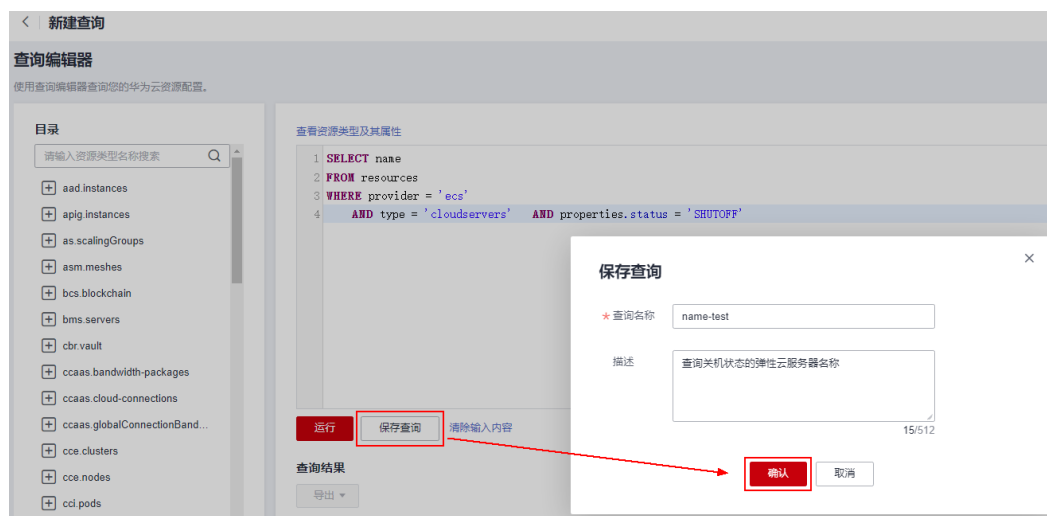 新建查询
查询编辑器
使用查询编辑器查询您的华为云资源配置。
目录
请输入资源类型名称搜索
aad.instances
apig.instances
as.scalingGroups
asm.meshes
bcs.blockchain
bms.servers
cbr.vault
ccaas.bandwidth-packages
ccaas.cloud-connections
ccaas.globalConnectionBand...
cce.clusters
cce.nodes
cci.pods
查看资源类型及其属性
1 SELECT name
2 FROM resources
3 WHERE provider = 'ecs'
4 AND type = 'cloudservers' AND properties.status = 'SHUTOFF'
运行 保存查询 清除输入内容
查询结果
导出
保存查询
* 查询名称 name-test
描述 查询关机状态的弹性云服务器名称
15/512
确认 取消